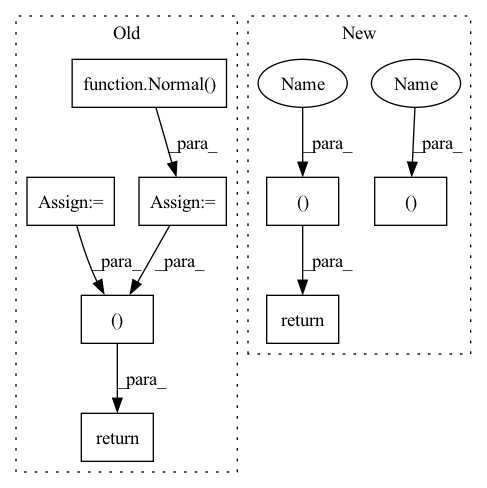 Old
New
function.Normal()
Name
Name
_para_
_para_
_para_
Assign:=
Assign:=
()
()
_para_
_para_
_para_
()
return
_para_
return